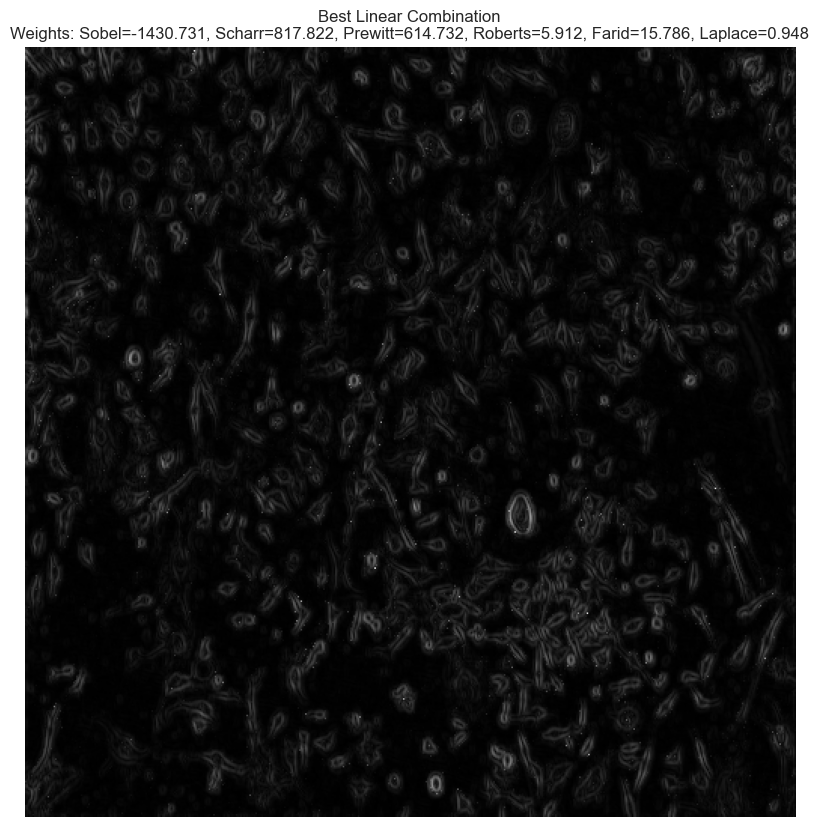 Best Linear Combination
Weights: Sobel=-1430.731, Scharr=817.822, Prewitt=614.732, Roberts=5.912, Farid=15.786, Laplace=0.948